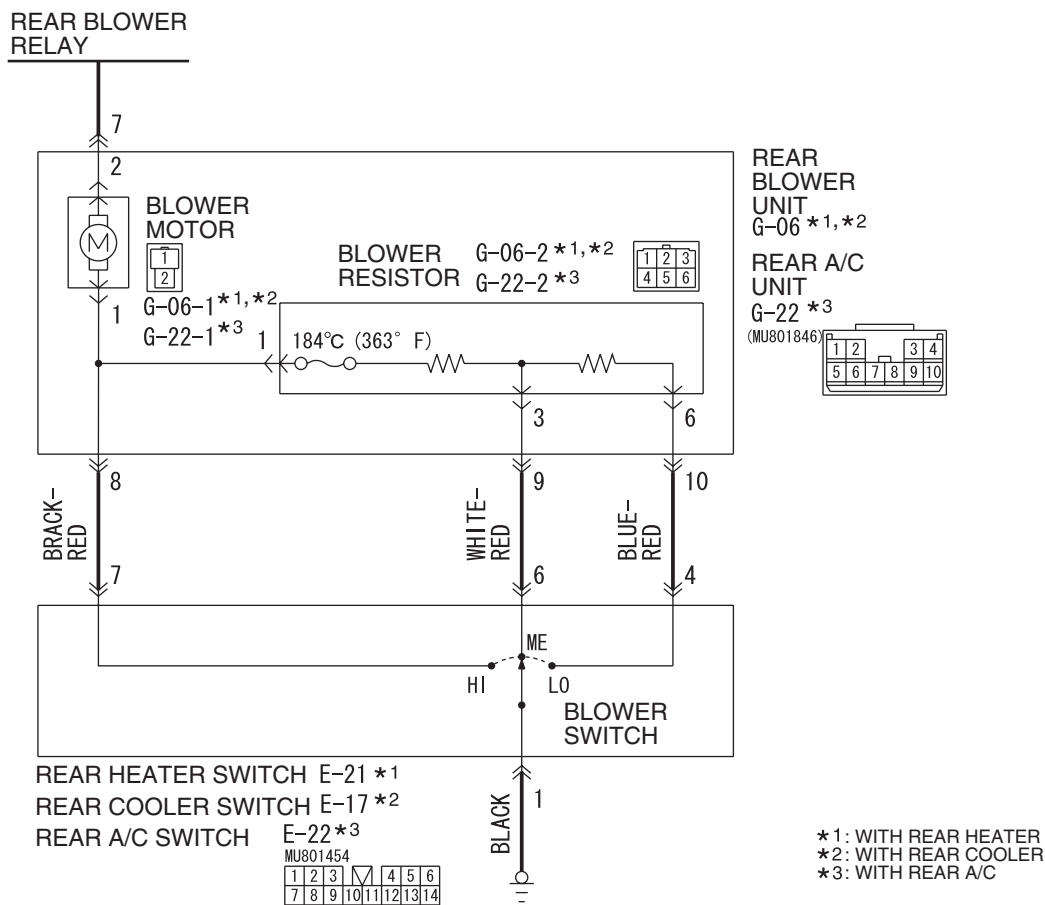 REAR BLOWER
RELAY
7
2
BLOWER
MOTOR
M
1
2
1
G-06-1 *1,*2
G-22-1 *3
BLOWER
RESISTOR
G-06-2 *1,*2
G-22-2 *3
1 2 3
4 5 6
REAR
BLOWER
UNIT
G-06 *1,*2
REAR A/C
UNIT
G-22 *3
(MU801846)
1 2 3 4
5 6 7 8 9 10
1
184°C (363° F)
3
6
8
9
10
BRACK-
RED
WHITE-
RED
BLUE-
RED
7
6
4
ME
HI
LO
BLOWER
SWITCH
REAR HEATER SWITCH E-21 *1
REAR COOLER SWITCH E-17 *2
REAR A/C SWITCH E-22 *3
MU801454
1 2 3 4 5 6
7 8 9 10 11 12 13 14
BLACK
1
*1: WITH REAR HEATER
*2: WITH REAR COOLER
*3: WITH REAR A/C